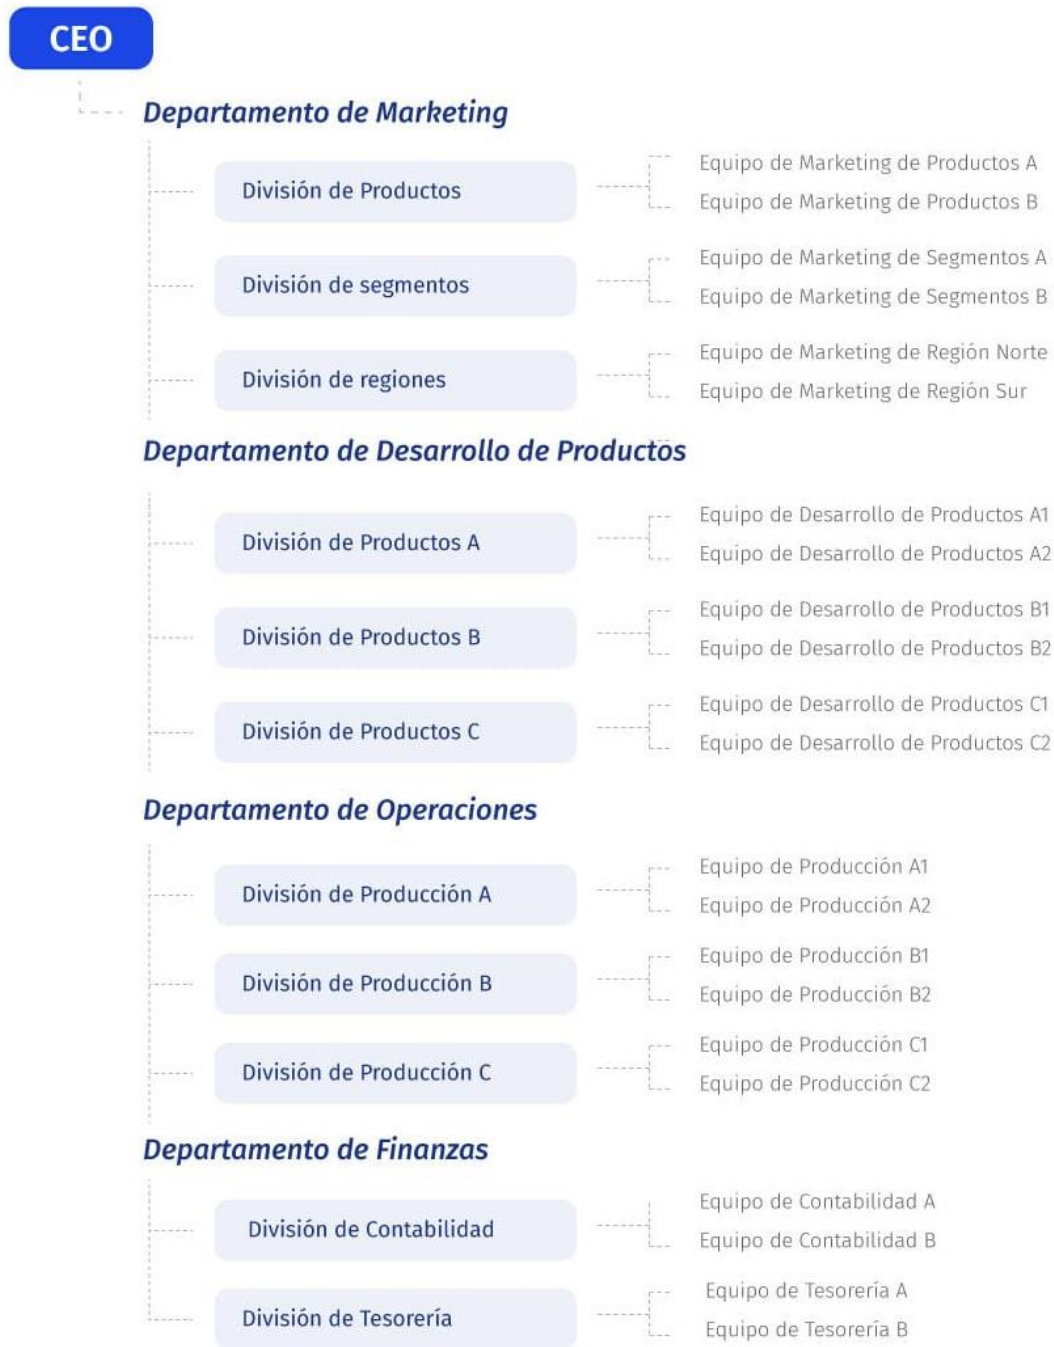 CEO
Departamento de Marketing
División de Productos
Equipo de Marketing de Productos A
Equipo de Marketing de Productos B
División de segmentos
Equipo de Marketing de Segmentos A
Equipo de Marketing de Segmentos B
División de regiones
Equipo de Marketing de Región Norte
Equipo de Marketing de Región Sur
Departamento de Desarrollo de Productos
División de Productos A
Equipo de Desarrollo de Productos A1
Equipo de Desarrollo de Productos A2
División de Productos B
Equipo de Desarrollo de Productos B1
Equipo de Desarrollo de Productos B2
División de Productos C
Equipo de Desarrollo de Productos C1
Equipo de Desarrollo de Productos C2
Departamento de Operaciones
División de Producción A
Equipo de Producción A1
Equipo de Producción A2
División de Producción B
Equipo de Producción B1
Equipo de Producción B2
División de Producción C
Equipo de Producción C1
Equipo de Producción C2
Departamento de Finanzas
División de Contabilidad
Equipo de Contabilidad A
Equipo de Contabilidad B
División de Tesorería
Equipo de Tesorería A
Equipo de Tesorería B